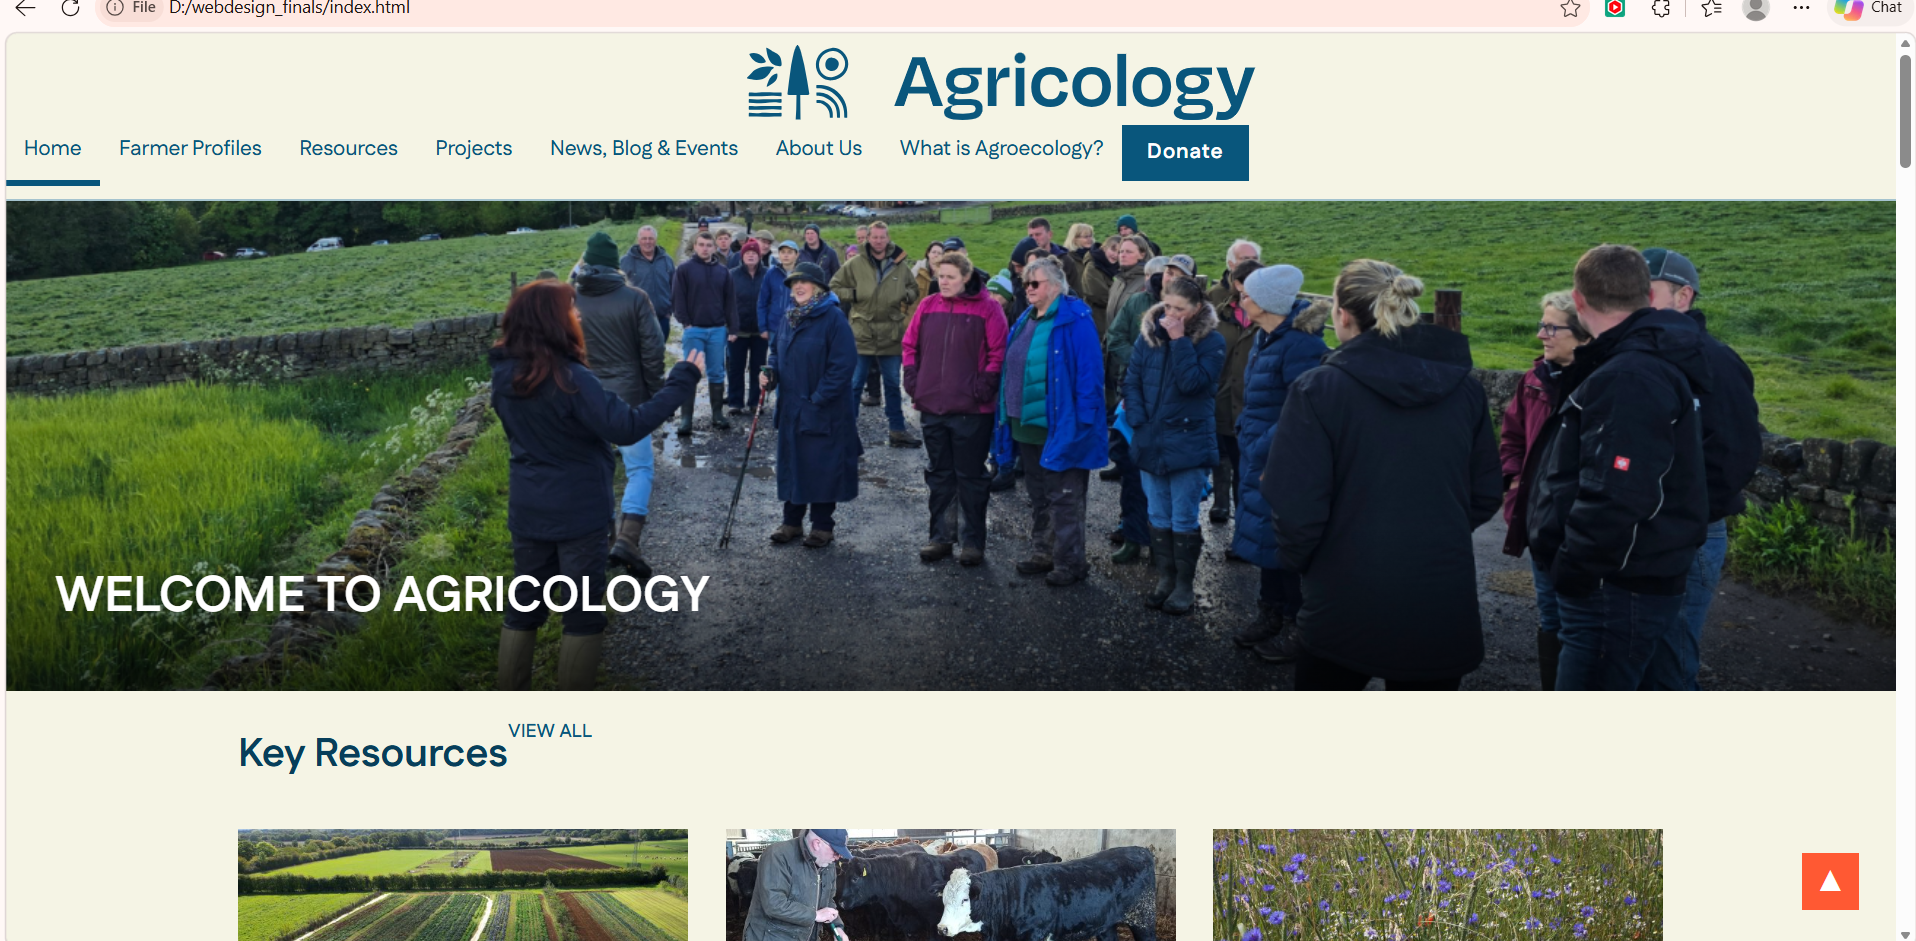 File D:/webdesign_finals/index.html
Chat
Agricology
Home Farmer Profiles Resources Projects News, Blog & Events About Us What is Agroecology? Donate
WELCOME TO AGRICOLOGY
Key Resources VIEW ALL